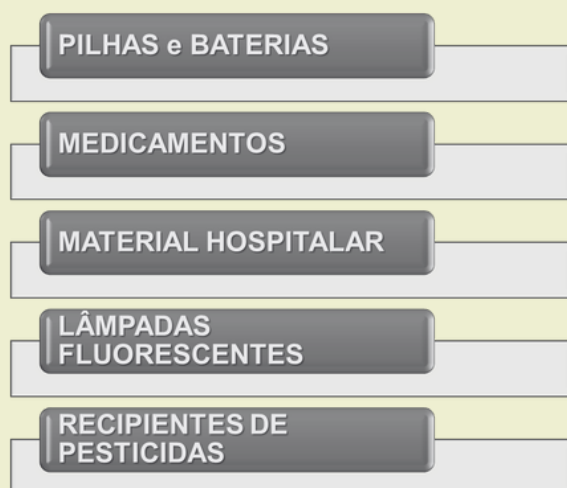 PILHAS e BATERIAS
MEDICAMENTOS
MATERIAL HOSPITALAR
LÂMPADAS
FLUORESCENTES
RECIPIENTES DE
PESTICIDAS